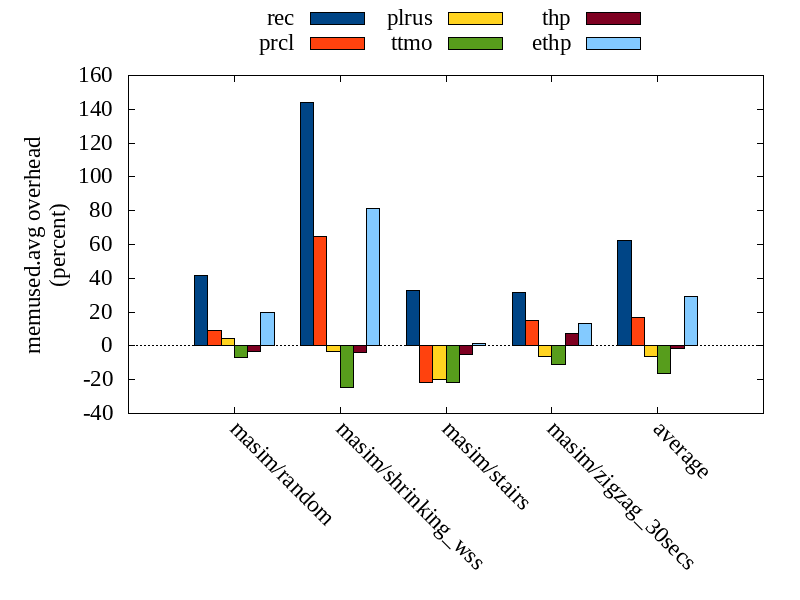 rec plrus thp
prcl ttmo ethp
memused.avg overhead
(percent)
160
140
120
100
80
60
40
20
0
-20
-40
masim/random
masim/shrinking_wss
masim/stairs
masim/zigzag_30secs
average